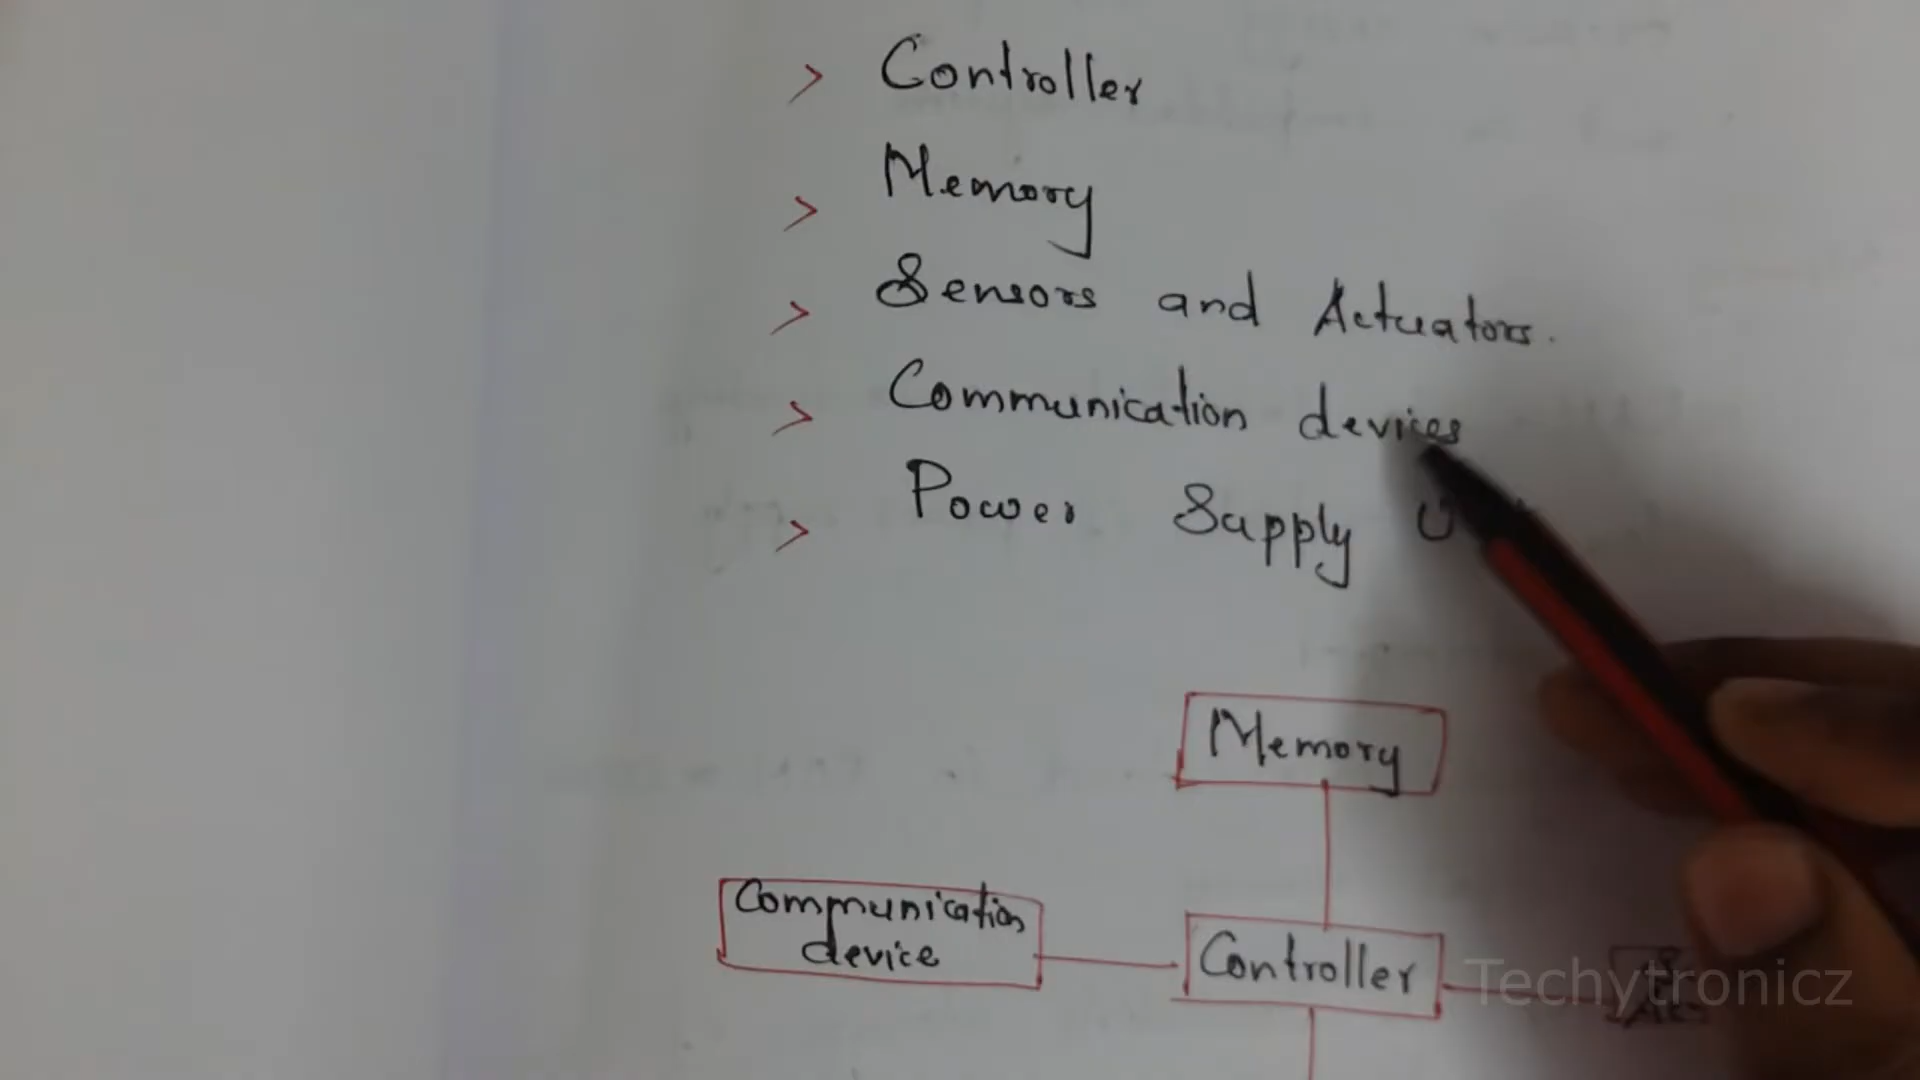 > Controller
> Memory
> Sensors and Actuators.
> Communication devices
> Power Supply
Memory
Communication
device
Controller
Techytronicz